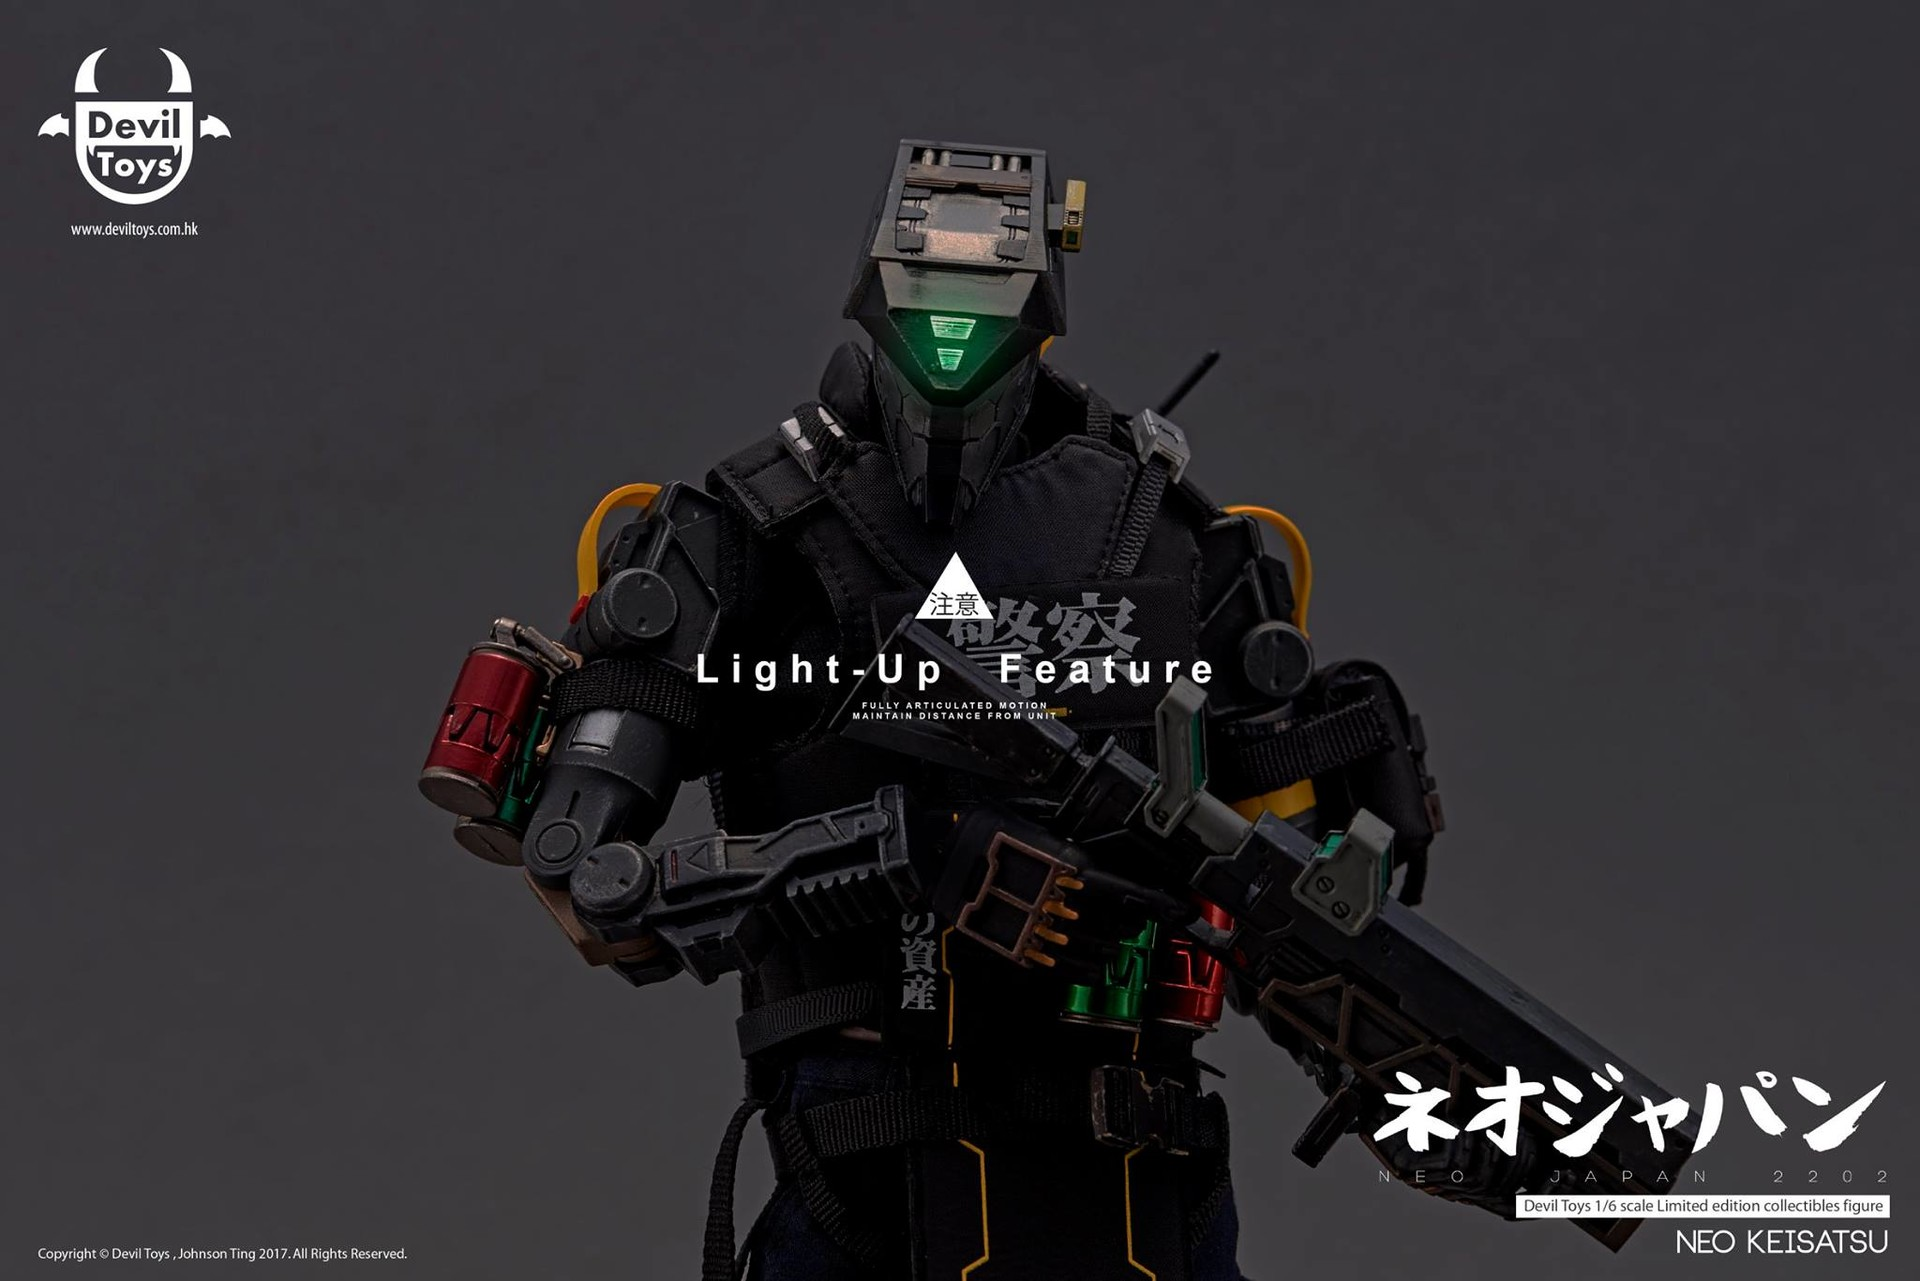 Devil
Toys
www.deviltoys.com.hk
注意
警察
Light-Up Feature
FULLY ARTICULATED MOTION
MAINTAIN DISTANCE FROM UNIT
の資産
ネオジャパン
NEO JAPAN 2202
Devil Toys 1/6 scale Limited edition collectibles figure
NEO KEISATSU
Copyright © Devil Toys , Johnson Ting 2017. All Rights Reserved.